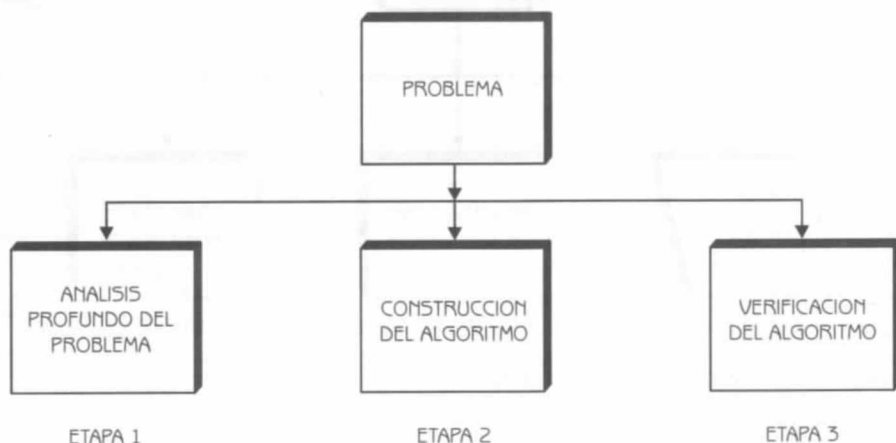 PROBLEMA
ANALISIS
PROFUNDO DEL
PROBLEMA
CONSTRUCCION
DEL ALGORITMO
VERIFICACION
DEL ALGORITMO
ETAPA 1
ETAPA 2
ETAPA 3